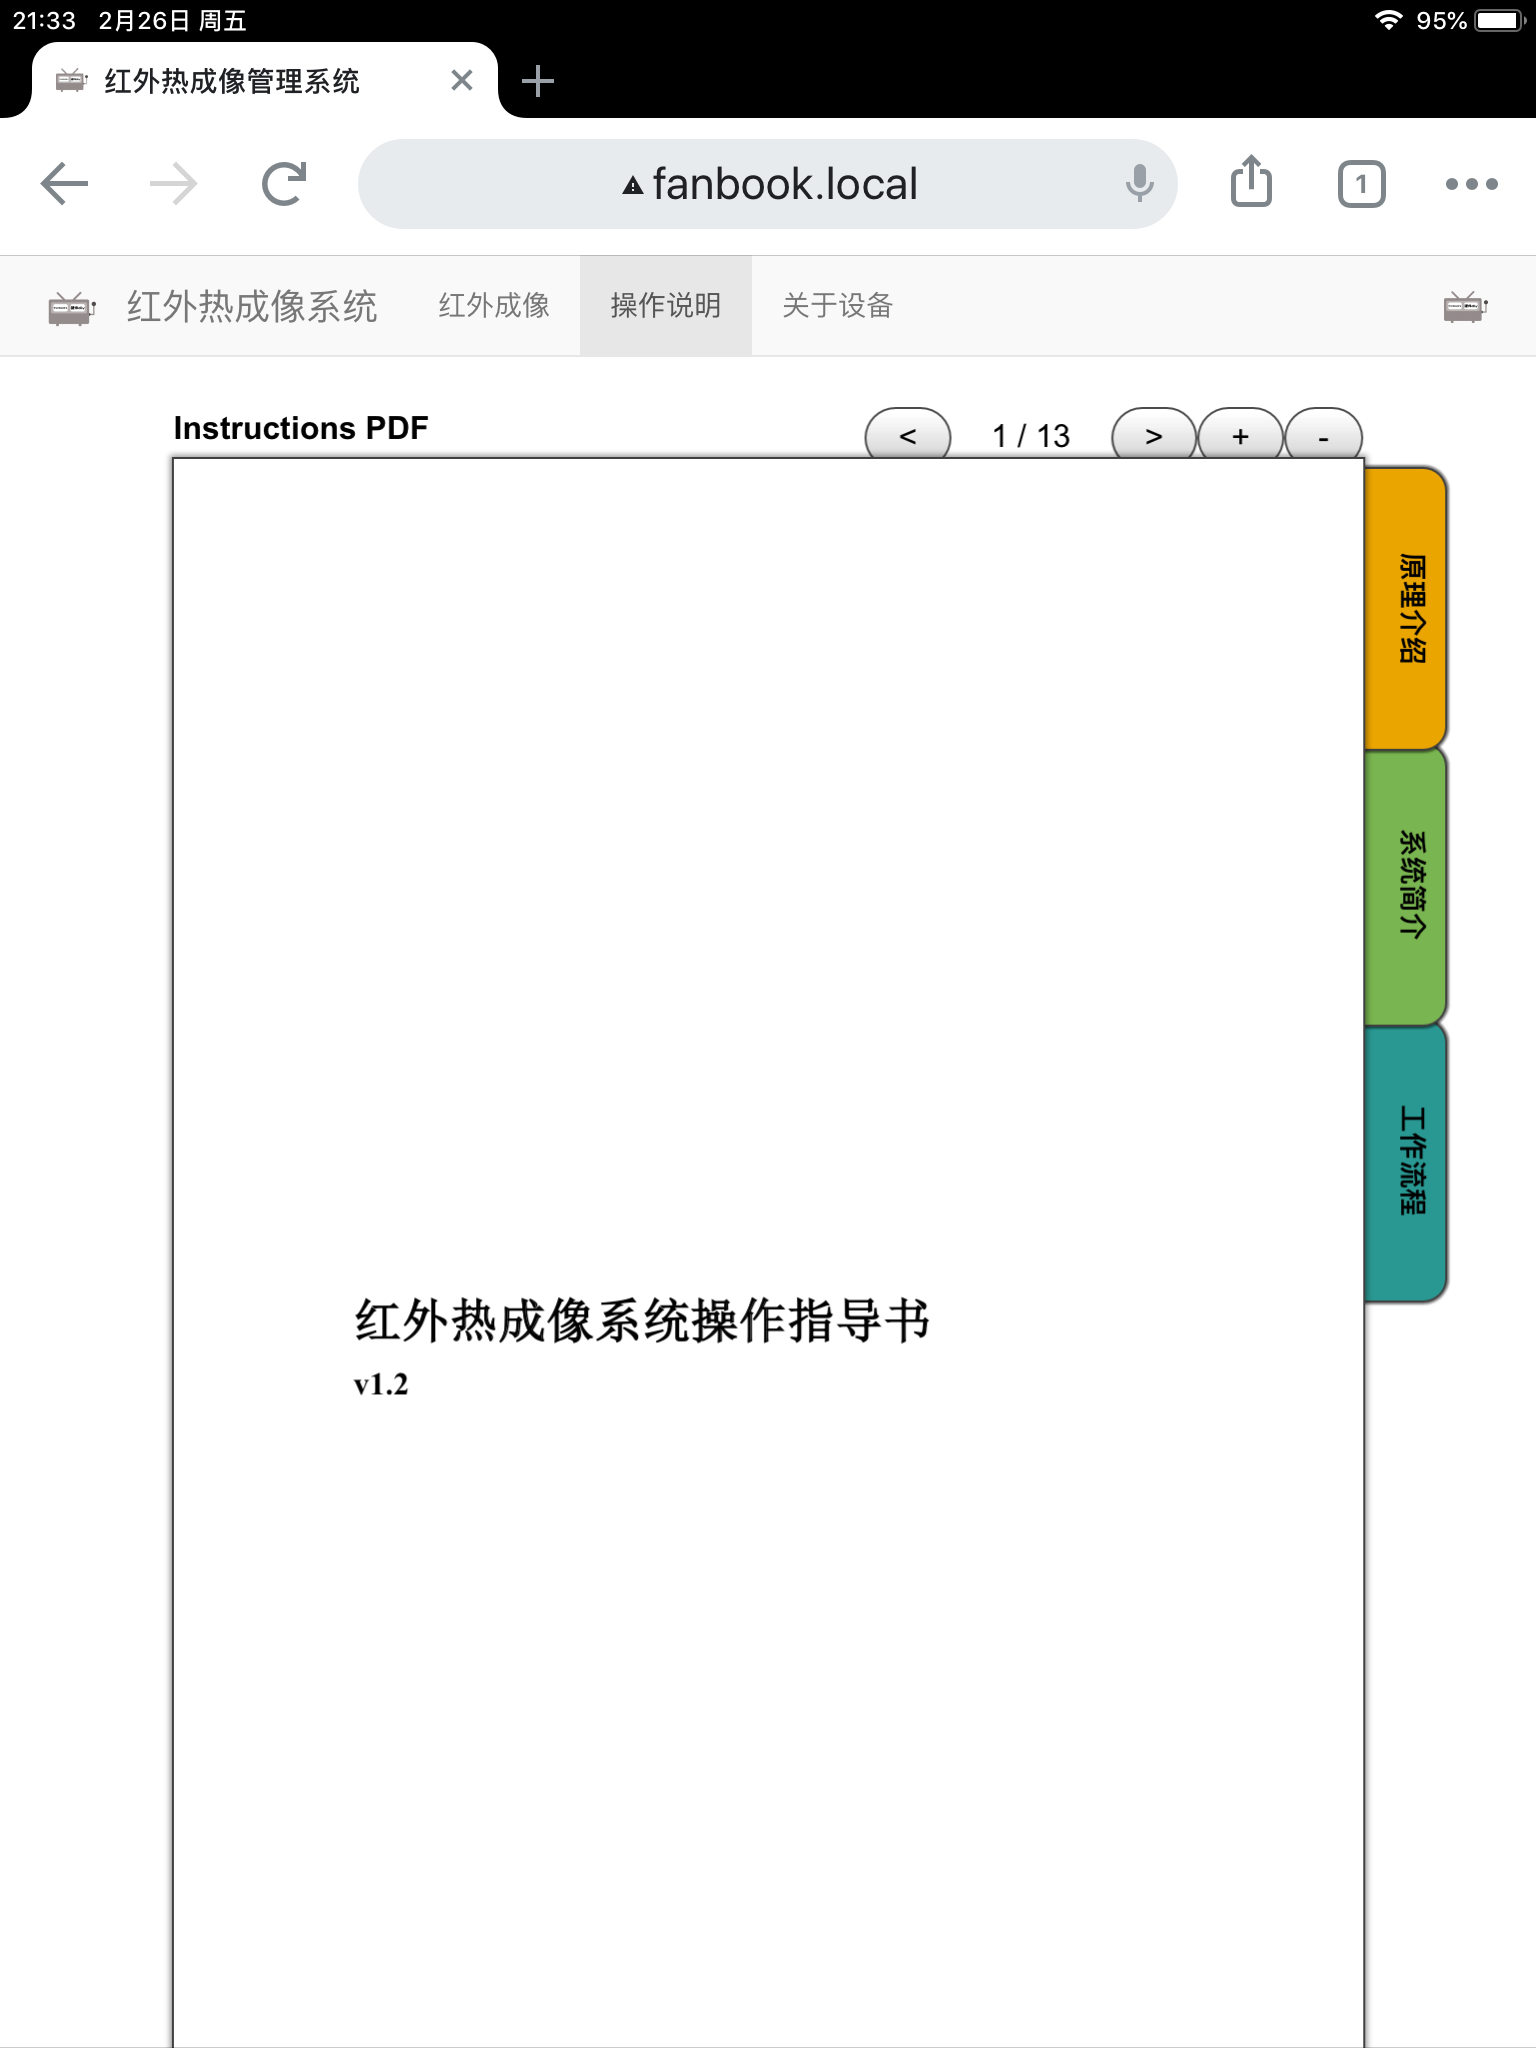 21:33 2月26日 周五 95%
红外热成像管理系统
fanbook.local
1
红外热成像系统 红外成像 操作说明 关于设备
Instructions PDF < 1 / 13 > + -
原理介绍
系统简介
工作流程
红外热成像系统操作指导书
v1.2